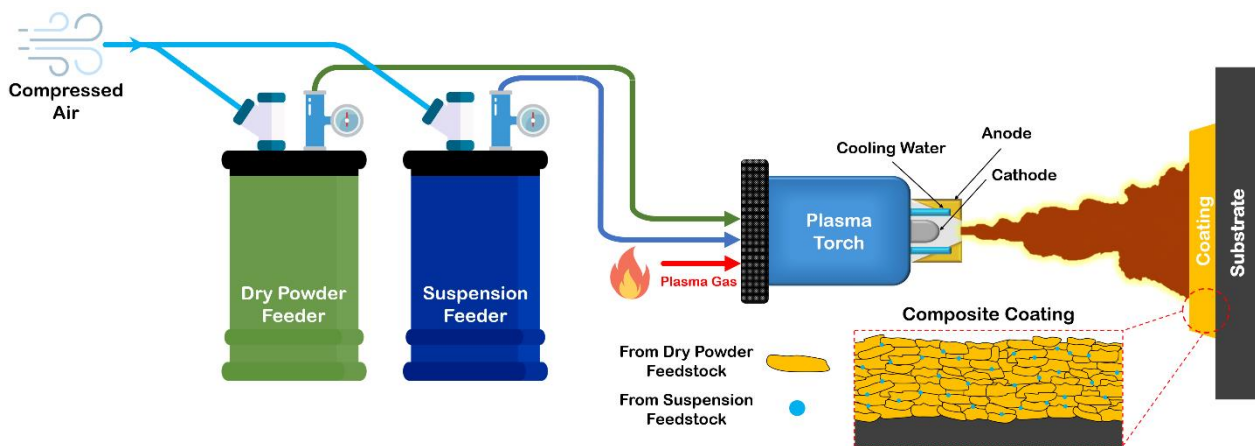 Compressed
Air
Dry Powder
Feeder
Suspension
Feeder
Plasma Gas
Plasma
Torch
Cooling Water
Anode
Cathode
Coating
Substrate
Composite Coating
From Dry Powder
Feedstock
From Suspension
Feedstock